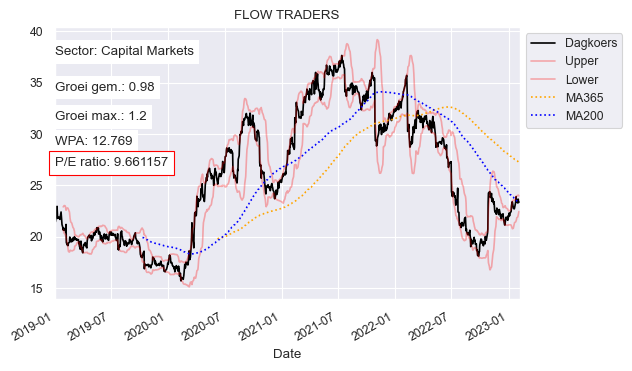 FLOW TRADERS
40
35
30
25
20
15
Sector: Capital Markets
Groei gem.: 0.98
Groei max.: 1.2
WPA: 12.769
P/E ratio: 9.661157
Dagkoers
Upper
Lower
MA365
MA200
2019-01
2019-07
2020-01
2020-07
2021-01
2021-07
2022-01
2022-07
2023-01
Date